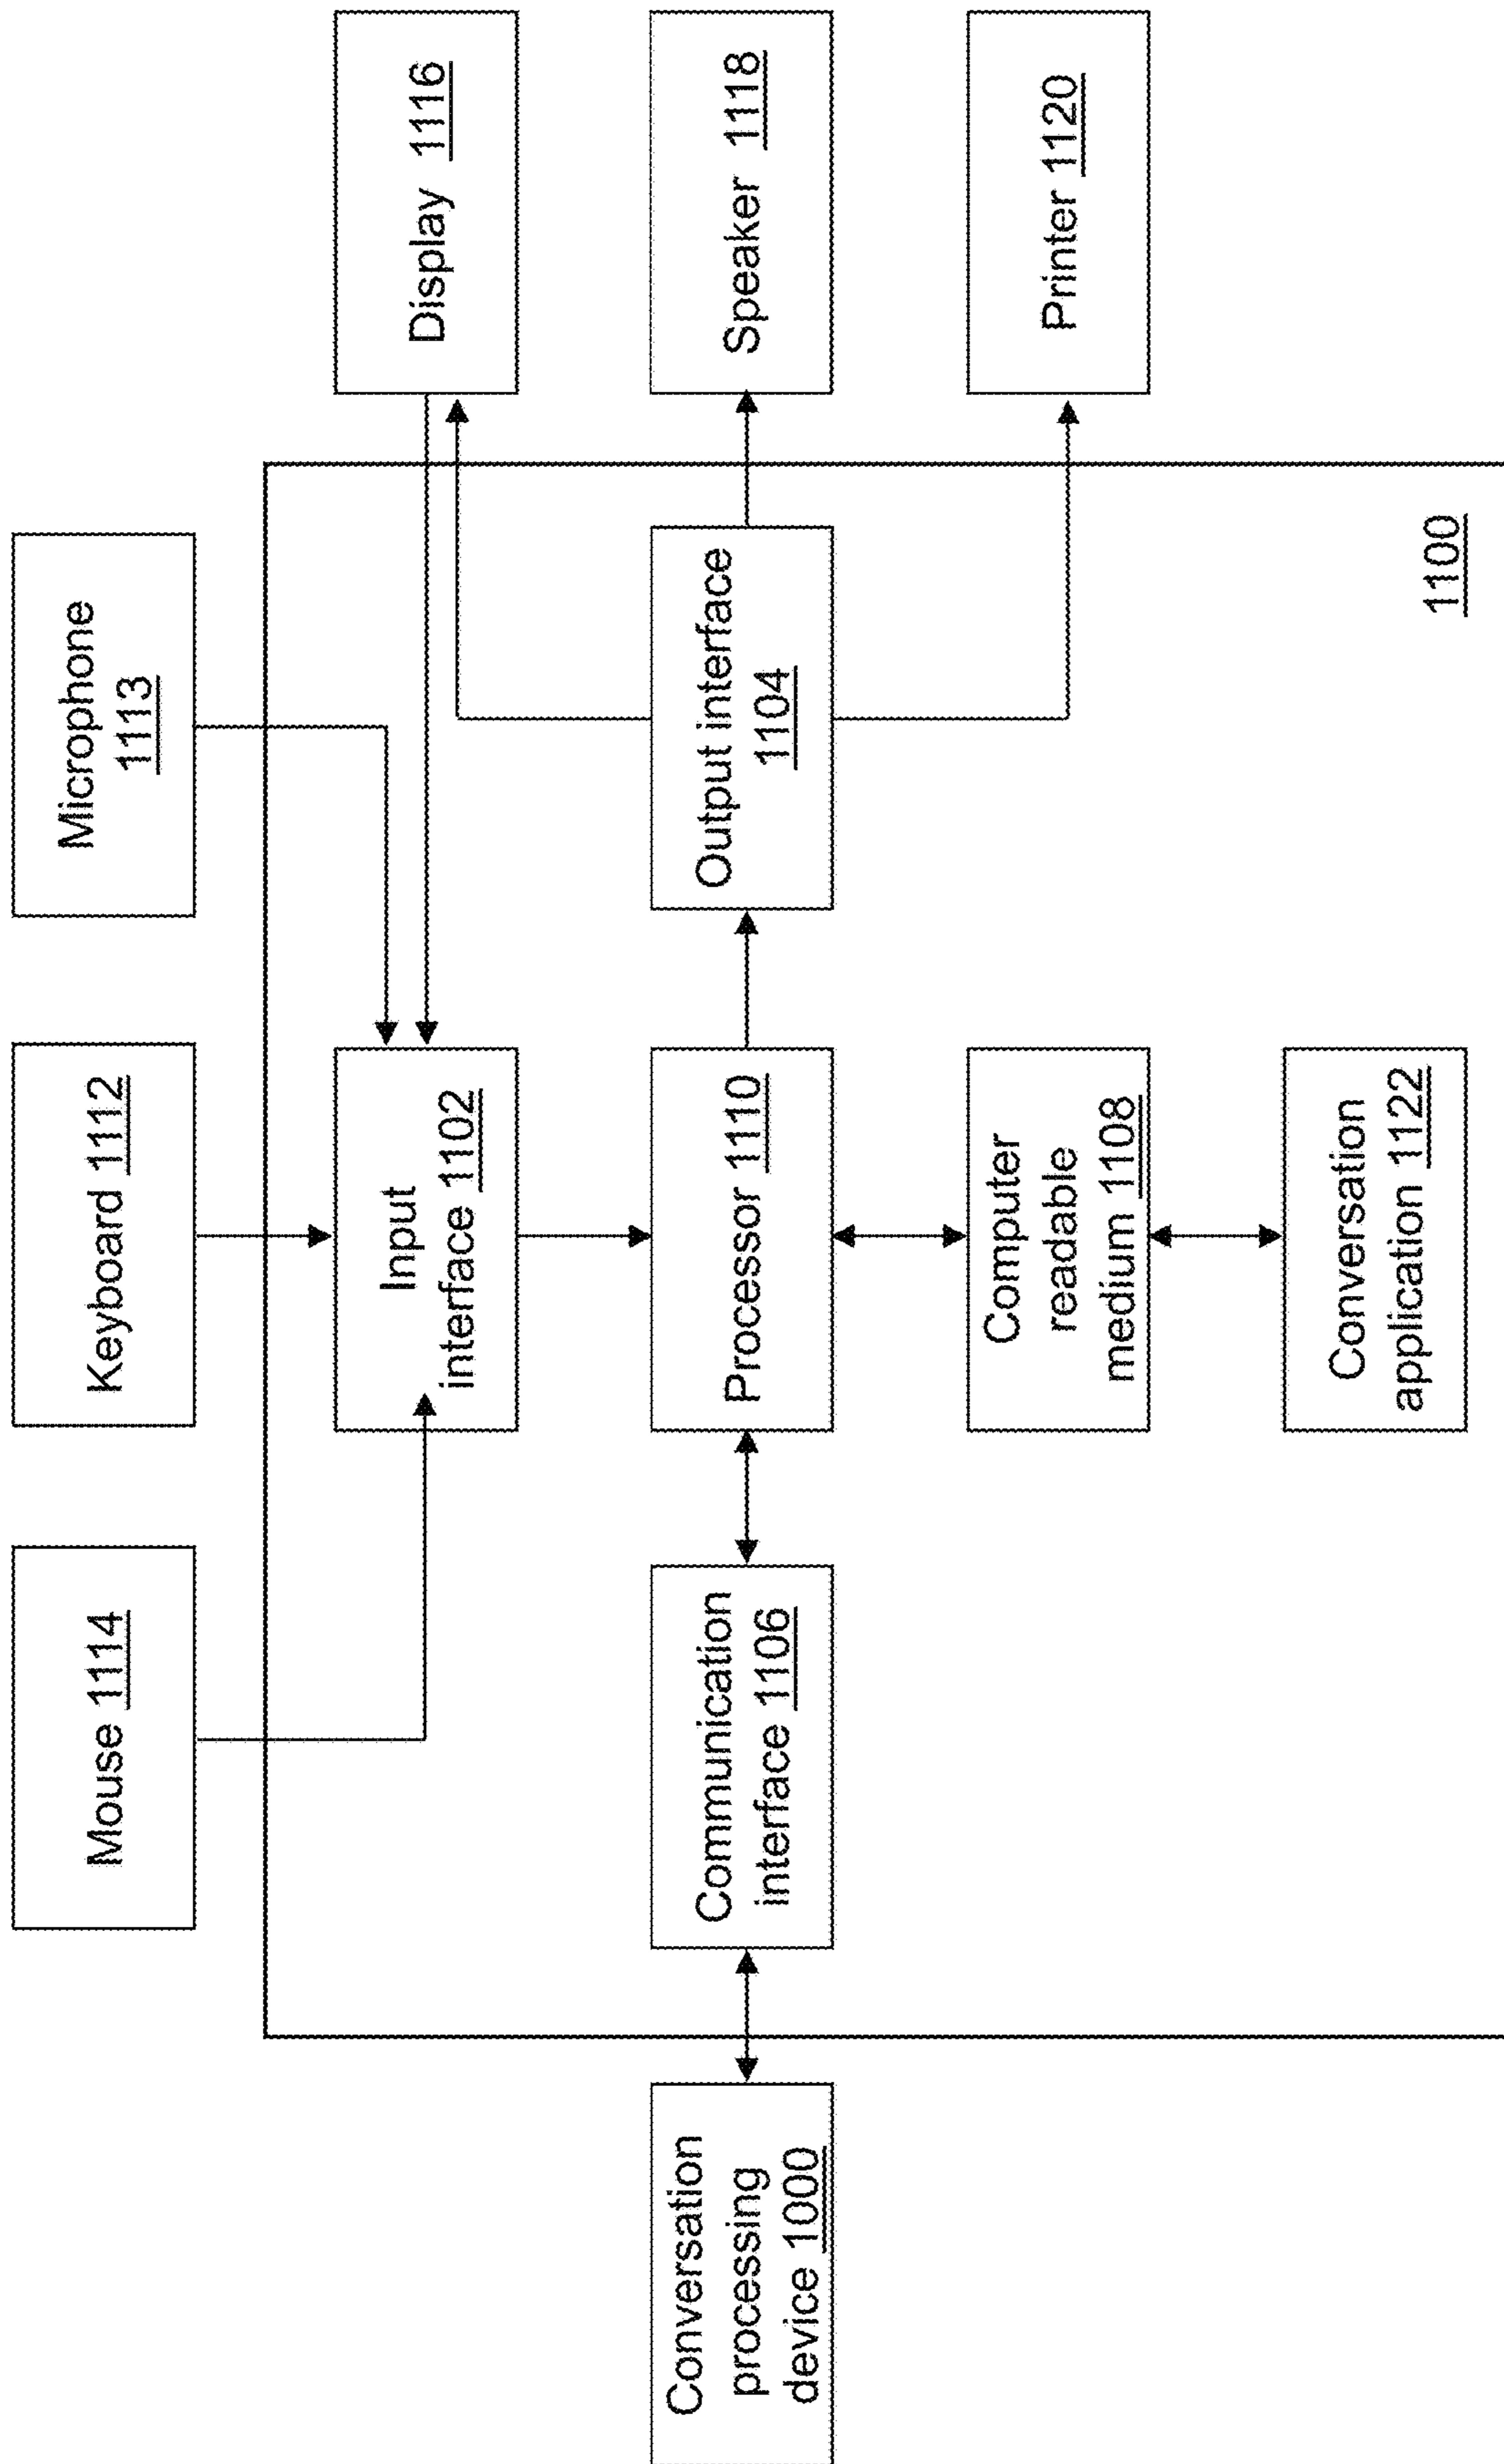 Mouse 1114
Keyboard 1112
Microphone
1113
Input
interface 1102
Display 1116
Conversation
processing
device 1000
Communication
interface 1106
Processor 1110
Output interface
1104
Speaker 1118
Computer
readable
medium 1108
Printer 1120
Conversation
application 1122
1100